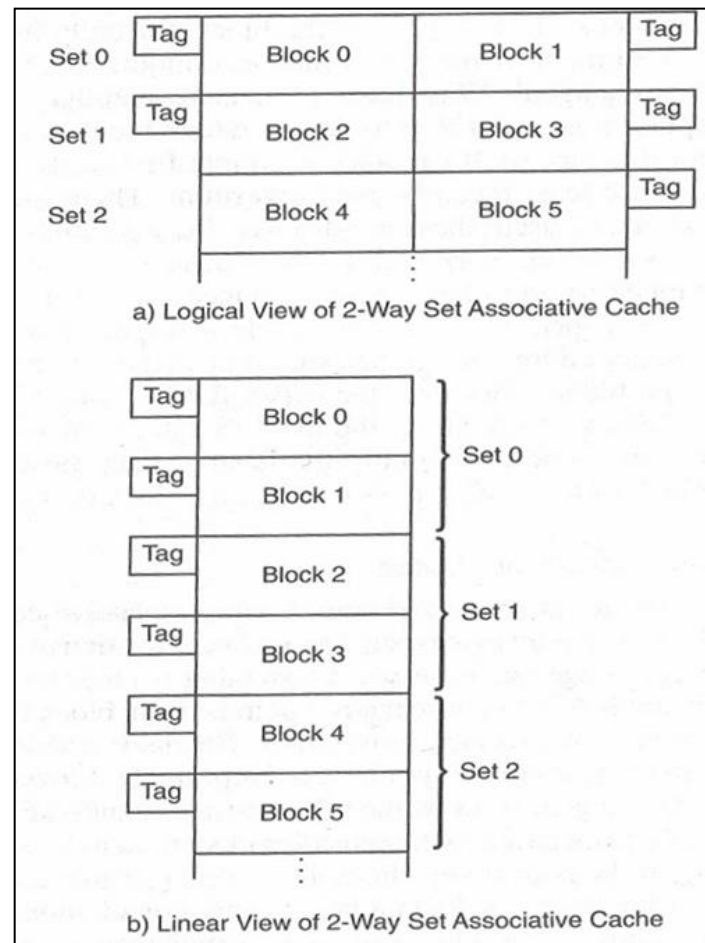 Tag Block 0 Block 1 Tag
Set 0
Tag Block 2 Block 3 Tag
Set 1
Tag
Set 2 Block 4 Block 5
a) Logical View of 2-Way Set Associative Cache
Tag Block 0
Set 0
Tag Block 1
Tag Block 2
Set 1
Tag Block 3
Tag Block 4
Set 2
Block 5
b) Linear View of 2-Way Set Associative Cache